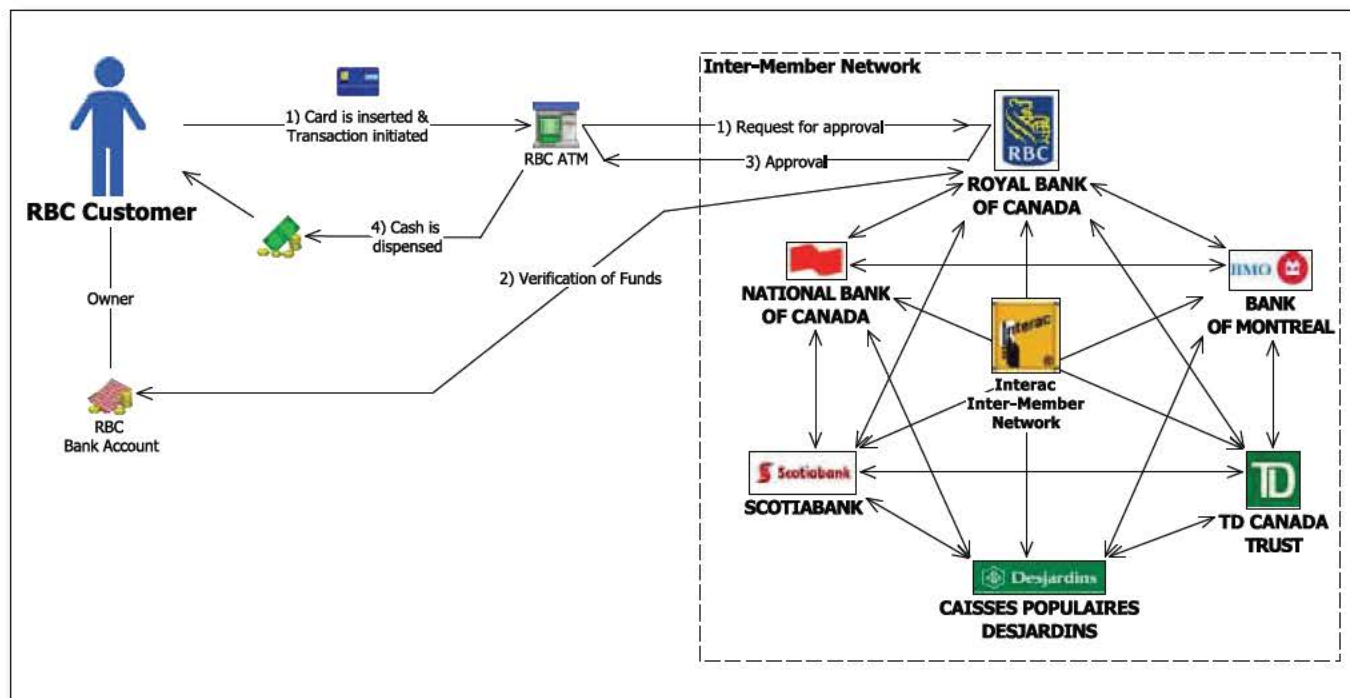 Inter-Member Network
1) Card is inserted &
Transaction initiated
RBC ATM
1) Request for approval
3) Approval
RBC
ROYAL BANK
OF CANADA
RBC Customer
4) Cash is
dispensed
2) Verification of Funds
Owner
RBC
Bank Account
NATIONAL BANK
OF CANADA
BMO
BANK
OF MONTREAL
Interac
®
Interac
Inter-Member
Network
Scotiabank
SCOTIABANK
TD
TD CANADA
TRUST
Desjardins
CAISSES POPULAIRES
DESJARDINS